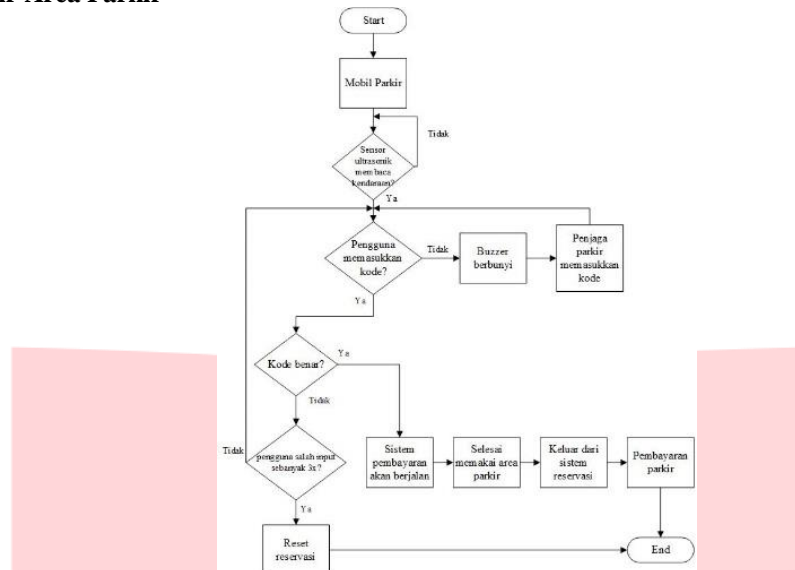 Area Parkir
Start
Mobil Parkir
Tidak
Sensor
ultrasonik
membaca
kendaraan?
Ya
Pengguna
memasukkan
kode?
Tidak
Buzzer
berbunyi
Penjaga
parkir
memasukkan
kode
Ya
Kode benar?
Ya
Tidak
Tidak
pengguna salah input
sebanyak 3x?
Sistem
pembayaran
akan berjalan
Selesai
memakai area
parkir
Keluar dari
sistem
reservasi
Pembayaran
parkir
Ya
Reset
reservasi
End